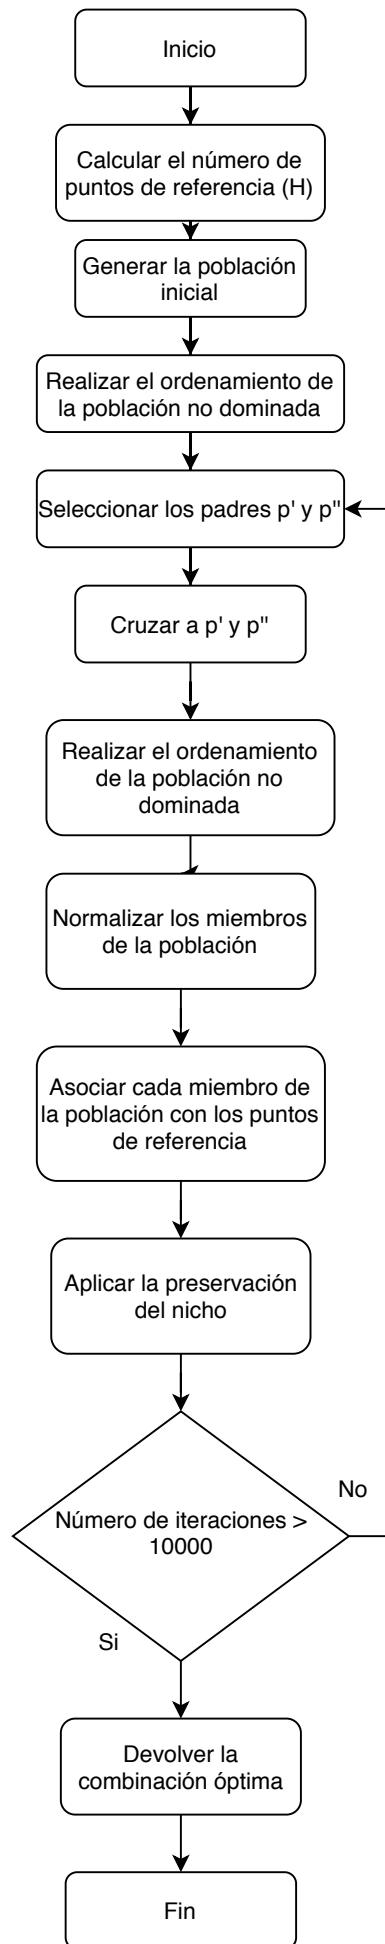 Inicio
Calcular el número de
puntos de referencia (H)
Generar la población
inicial
Realizar el ordenamiento de
la población no dominada
Seleccionar los padres p' y p"
Cruzar a p' y p"
Realizar el ordenamiento
de la población no
dominada
Normalizar los miembros
de la población
Asociar cada miembro de
la población con los puntos
de referencia
Aplicar la preservación
del nicho
Número de iteraciones >
10000
No
Si
Devolver la
combinación óptima
Fin